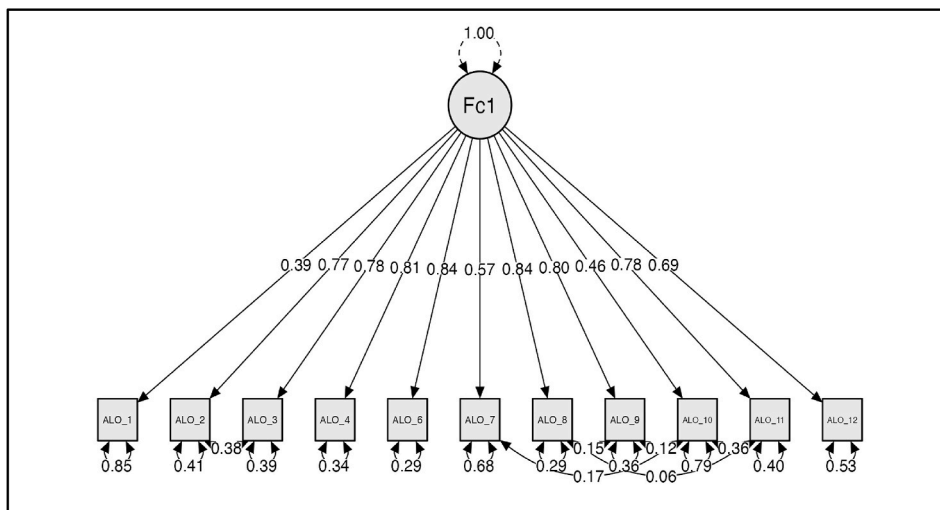 1.00
Fc1
0.39 0.77 0.78 0.81 0.84 0.57 0.84 0.80 0.46 0.78 0.69
ALO_1 ALO_2 ALO_3 ALO_4 ALO_6 ALO_7 ALO_8 ALO_9 ALO_10 ALO_11 ALO_12
0.38 0.15 0.12 0.36
0.85 0.41 0.39 0.34 0.29 0.68 0.29 0.36 0.79 0.40 0.53
0.17 0.06